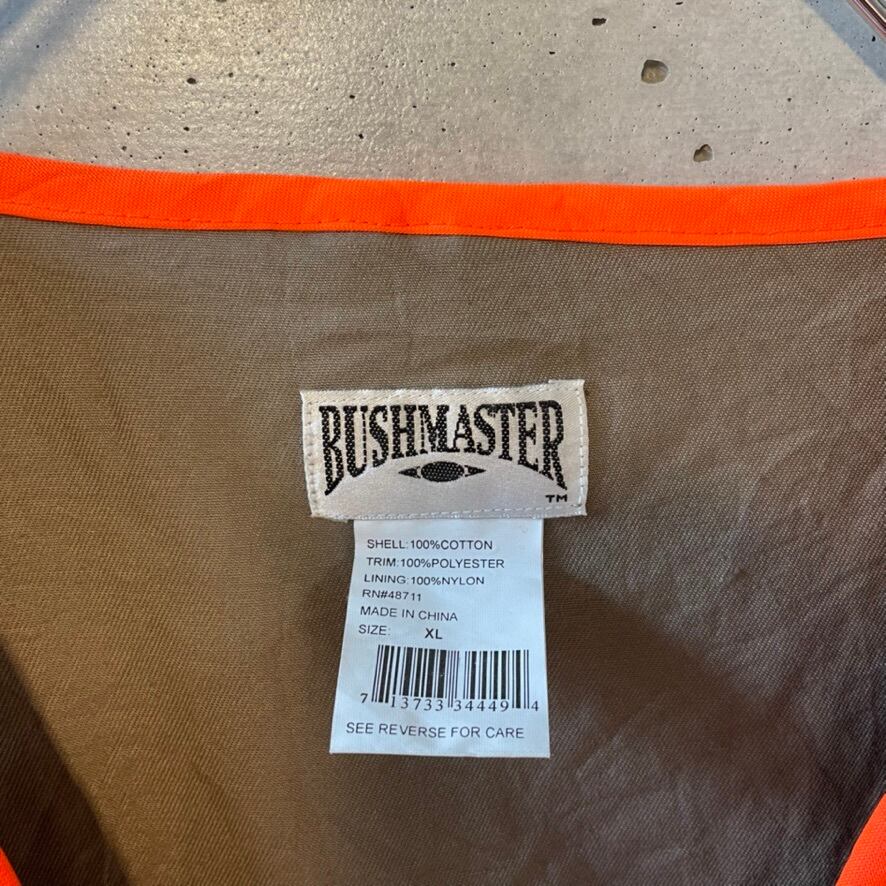 BUSHMASTER
TM
SHELL:100%COTTON
TRIM:100%POLYESTER
LINING:100%NYLON
RN#48711
MADE IN CHINA
SIZE: XL
7 13733 34449 4
SEE REVERSE FOR CARE